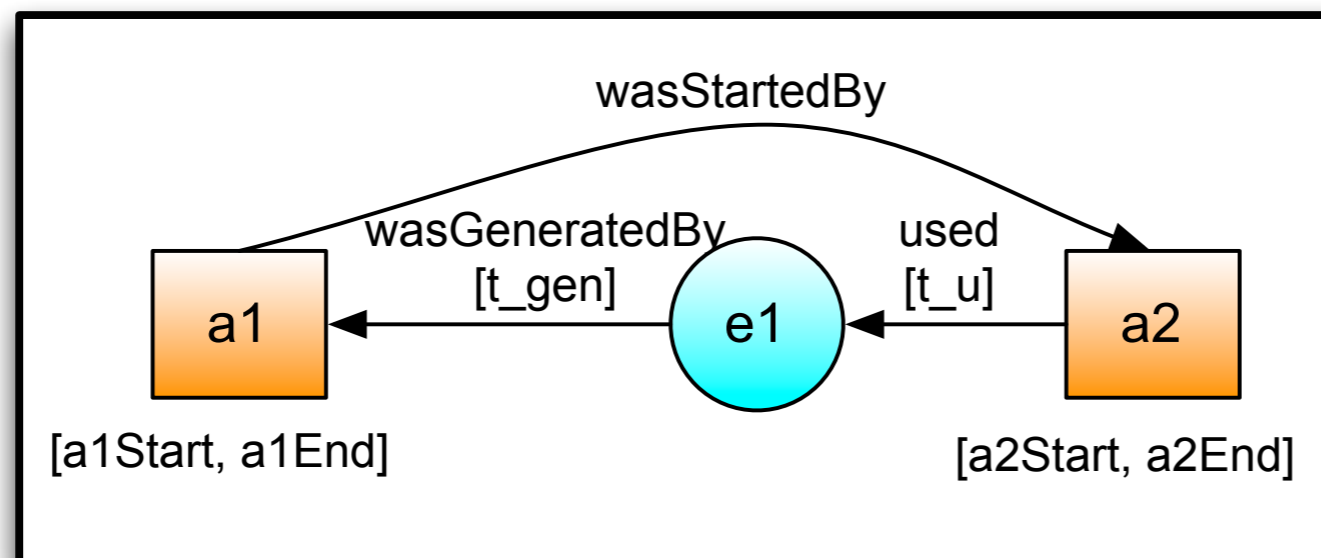 wasStartedBy
wasGeneratedBy
[t_gen]
used
[t_u]
a1
e1
a2
[a1Start, a1End]
[a2Start, a2End]